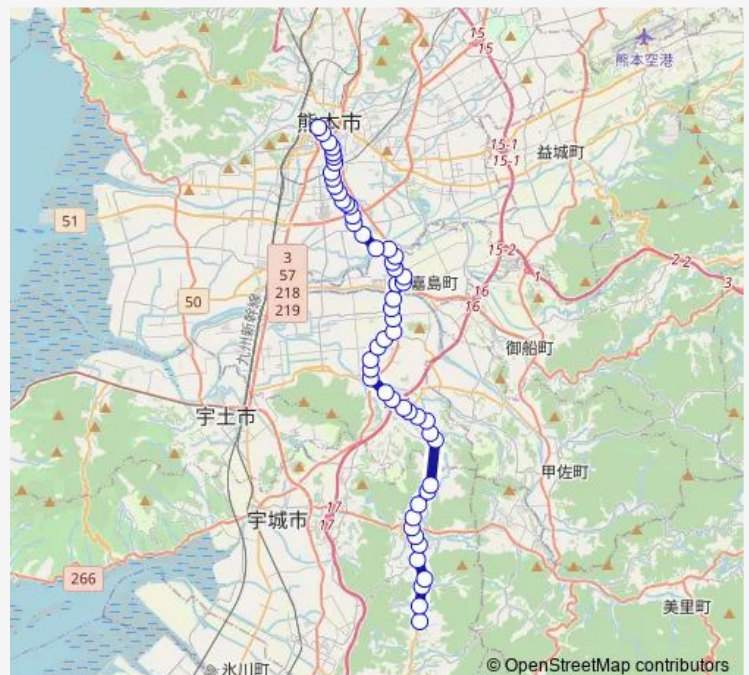 15
15
熊本空港
熊本市
15-1
15-1
益城町
51
15-2
3
57
218
219
2 2
1
3
嘉島町
50
16
16
九州新幹線
御船町
宇土市
甲佐町
宇城市
17
17
266
美里町
氷川町
© OpenStreetMap contributors